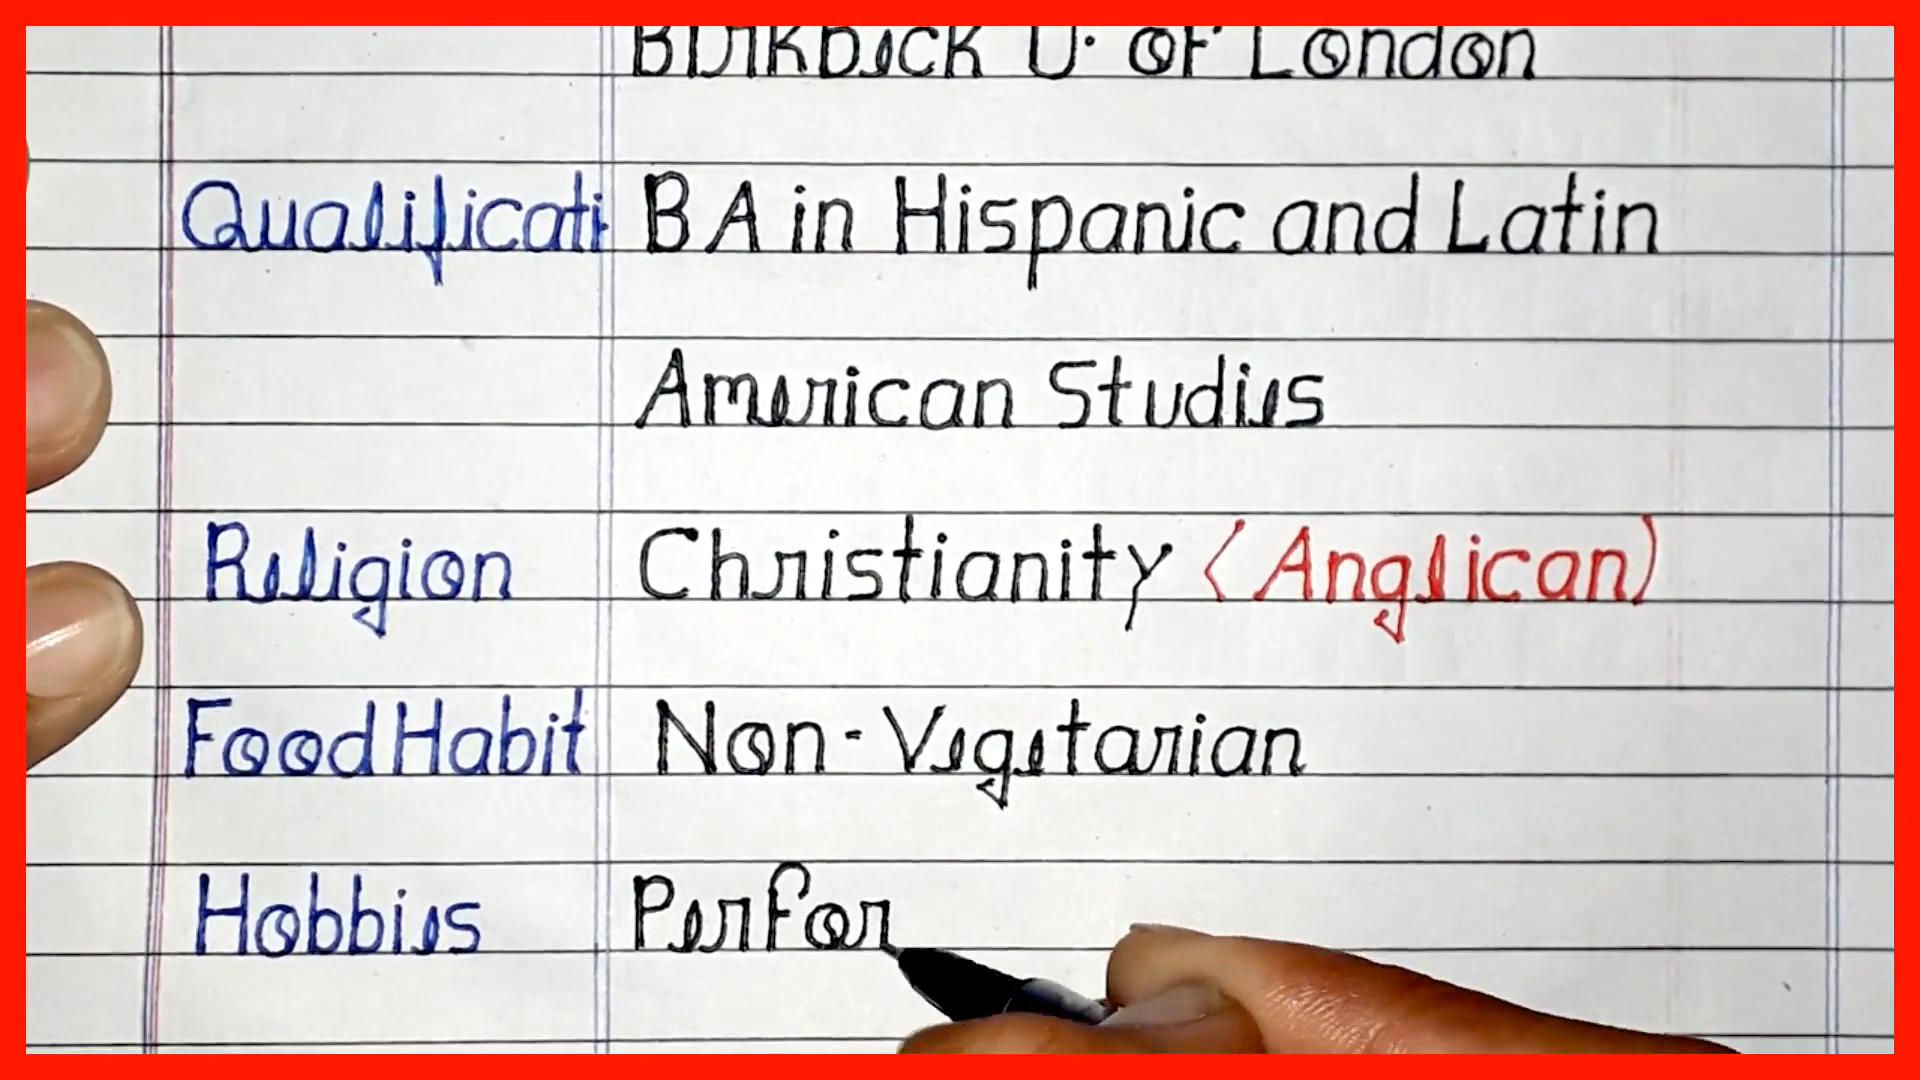 Birkbeck U. of London
Qualificati BA in Hispanic and Latin
American Studies
Religion Christianity (Anglican)
Food Habit Non-Vegetarian
Hobbies Perfor